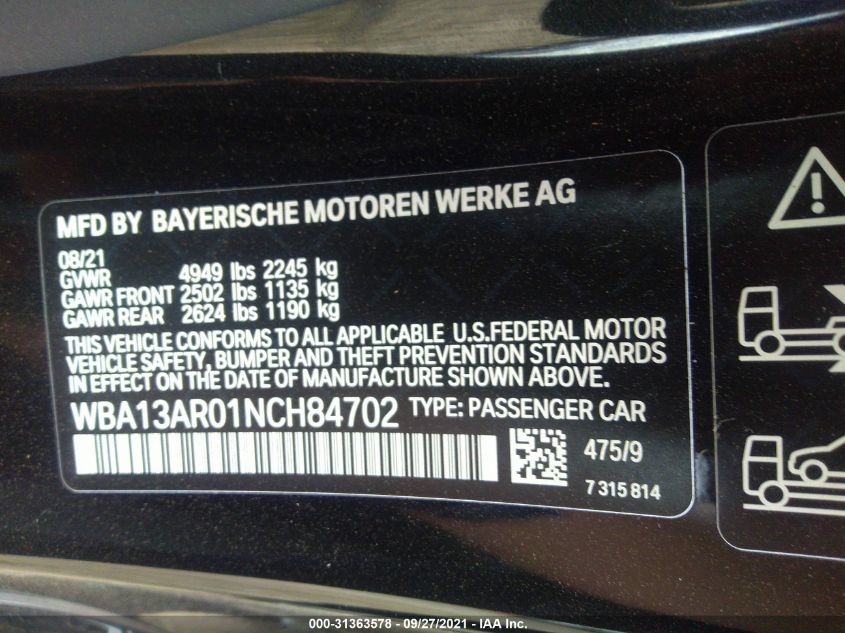 MFD BY BAYERISCHE MOTOREN WERKE AG
08/21
GVWR 4949 lbs 2245 kg
GAWR FRONT 2502 lbs 1135 kg
GAWR REAR 2624 lbs 1190 kg
THIS VEHICLE CONFORMS TO ALL APPLICABLE U.S.FEDERAL MOTOR
VEHICLE SAFETY, BUMPER AND THEFT PREVENTION STANDARDS
IN EFFECT ON THE DATE OF MANUFACTURE SHOWN ABOVE.
WBA13AR01NCH84702 TYPE: PASSENGER CAR
475/9
7 315 814
000-31363578 - 09/27/2021 - IAA Inc.